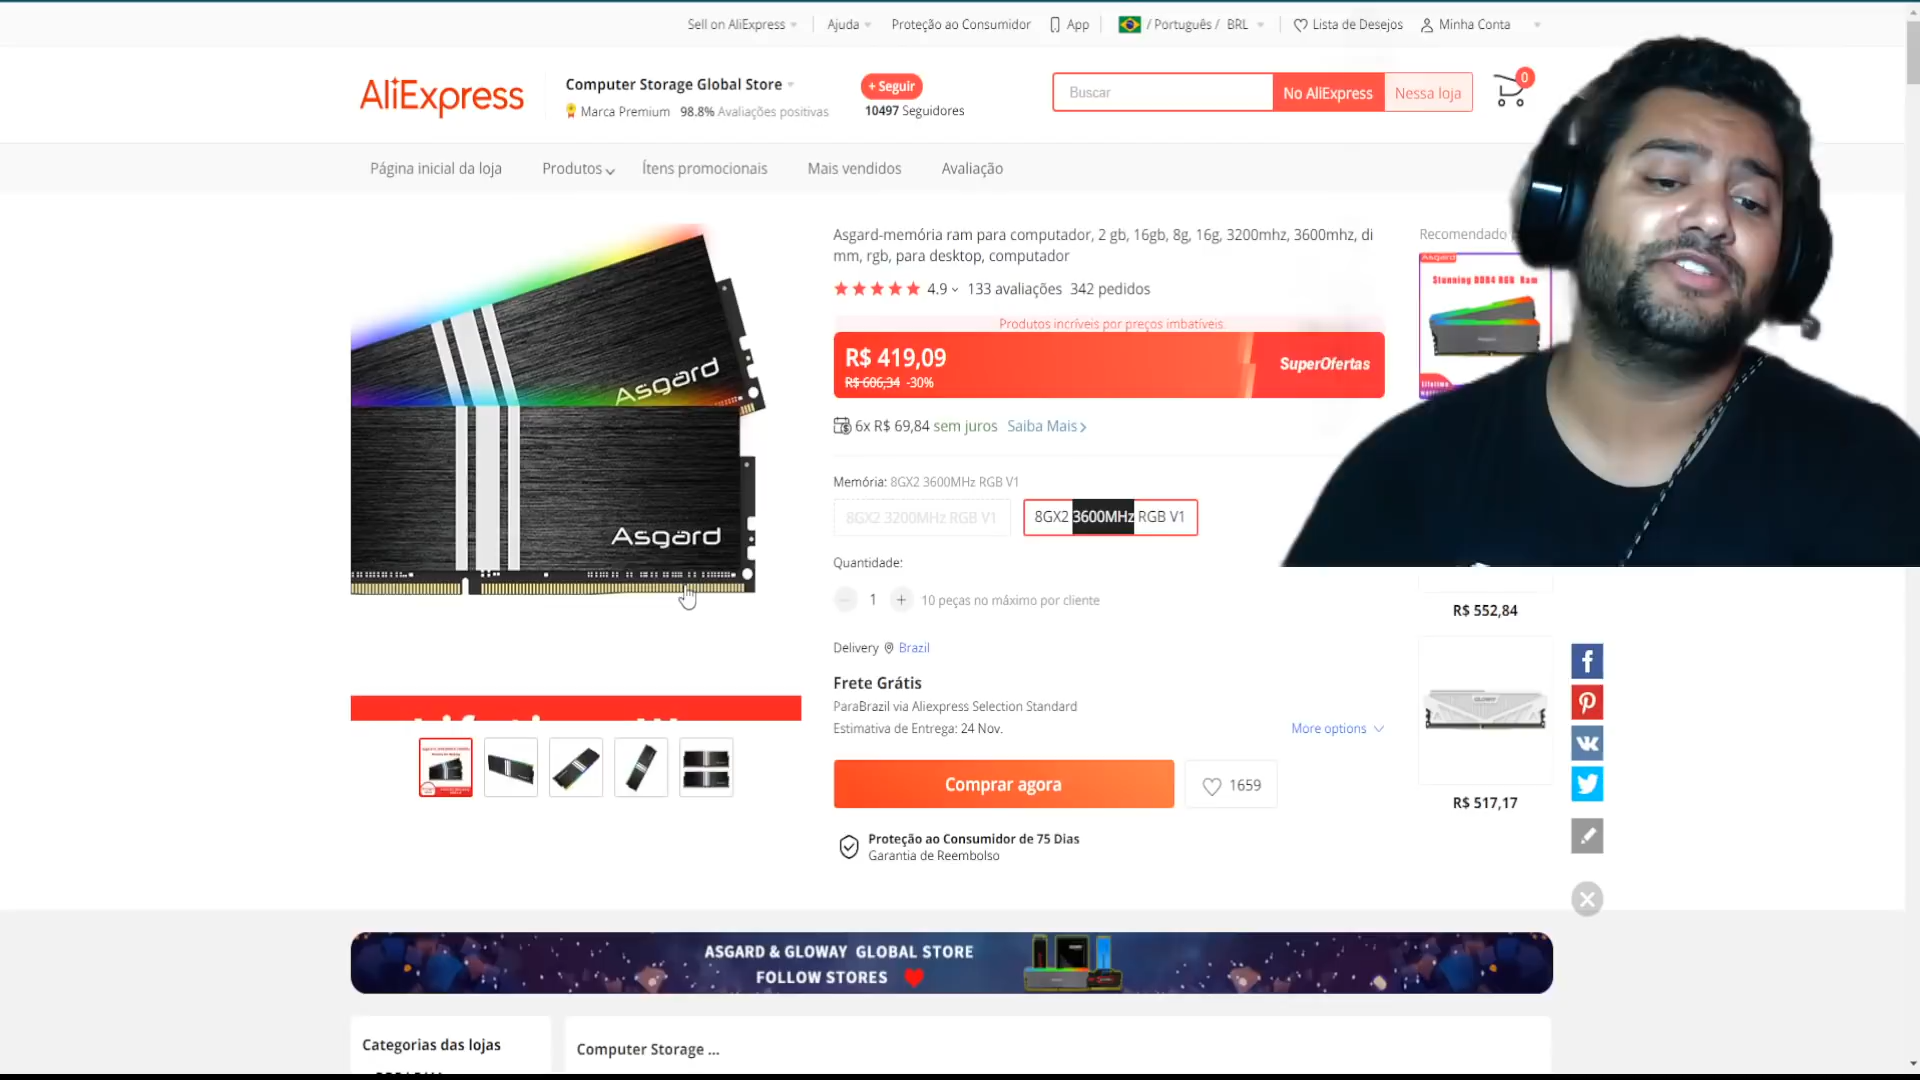 Sell on AliExpress
Ajuda
Proteção ao Consumidor
App
/ Português / BRL
Lista de Desejos
Minha Conta
AliExpress
Computer Storage Global Store
Marca Premium 98.8% Avaliações positivas
+ Seguir
10497 Seguidores
Buscar
No AliExpress
Nessa loja
0
Página inicial da loja
Produtos
Ítens promocionais
Mais vendidos
Avaliação
Asgard
Asgard
Asgard-memória ram para computador, 2 gb, 16gb, 8g, 16g, 3200mhz, 3600mhz, di
mm, rgb, para desktop, computador
4.9 133 avaliações 342 pedidos
Produtos incríveis por preços imbatíveis.
R$ 419,09
R$ 606,34 -30%
SuperOfertas
6x R$ 69,84 sem juros Saiba Mais
Memória: 8GX2 3600MHz RGB V1
8GX2 3200MHz RGB V1
8GX2 3600MHz RGB V1
Quantidade:
1 + 10 peças no máximo por cliente
Delivery Brazil
Frete Grátis
ParaBrazil via Aliexpress Selection Standard
Estimativa de Entrega: 24 Nov.
More options
Comprar agora
1659
Proteção ao Consumidor de 75 Dias
Garantia de Reembolso
Recomendado
Asgard
Stunning DDR4 RGB Ram
Lifetime
R$ 552,84
R$ 517,17
ASGARD & GLOWAY GLOBAL STORE
FOLLOW STORES
Categorias das lojas
Computer Storage ...